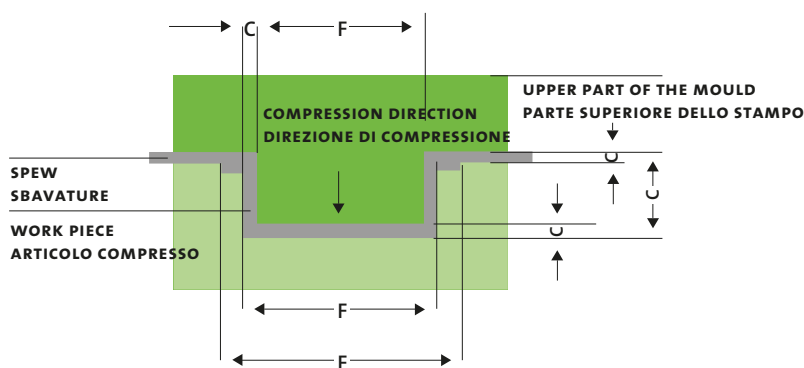 C
F
UPPER PART OF THE MOULD
PARTE SUPERIORE DELLO STAMPO
COMPRESSION DIRECTION
DIREZIONE DI COMPRESSIONE
C
C
SPEW
SBAVATURE
C
WORK PIECE
ARTICOLO COMPRESSO
F
F